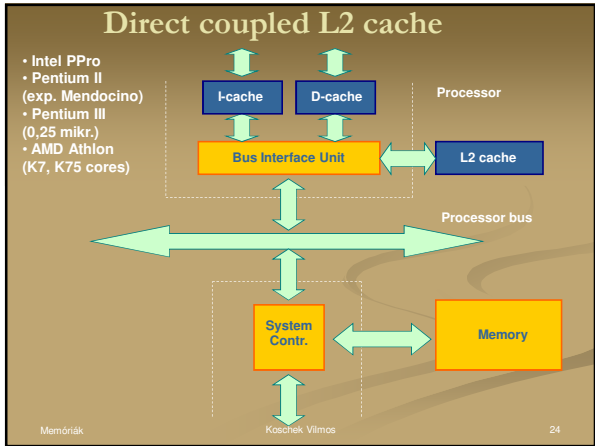 Direct coupled L2 cache
• Intel PPro
• Pentium II
(exp. Mendocino)
• Pentium III
(0,25 mikr.)
• AMD Athlon
(K7, K75 cores)
I-cache
D-cache
Processor
Bus Interface Unit
L2 cache
Processor bus
System
Contr.
Memory
Memóriák
Koschek Vilmos
24